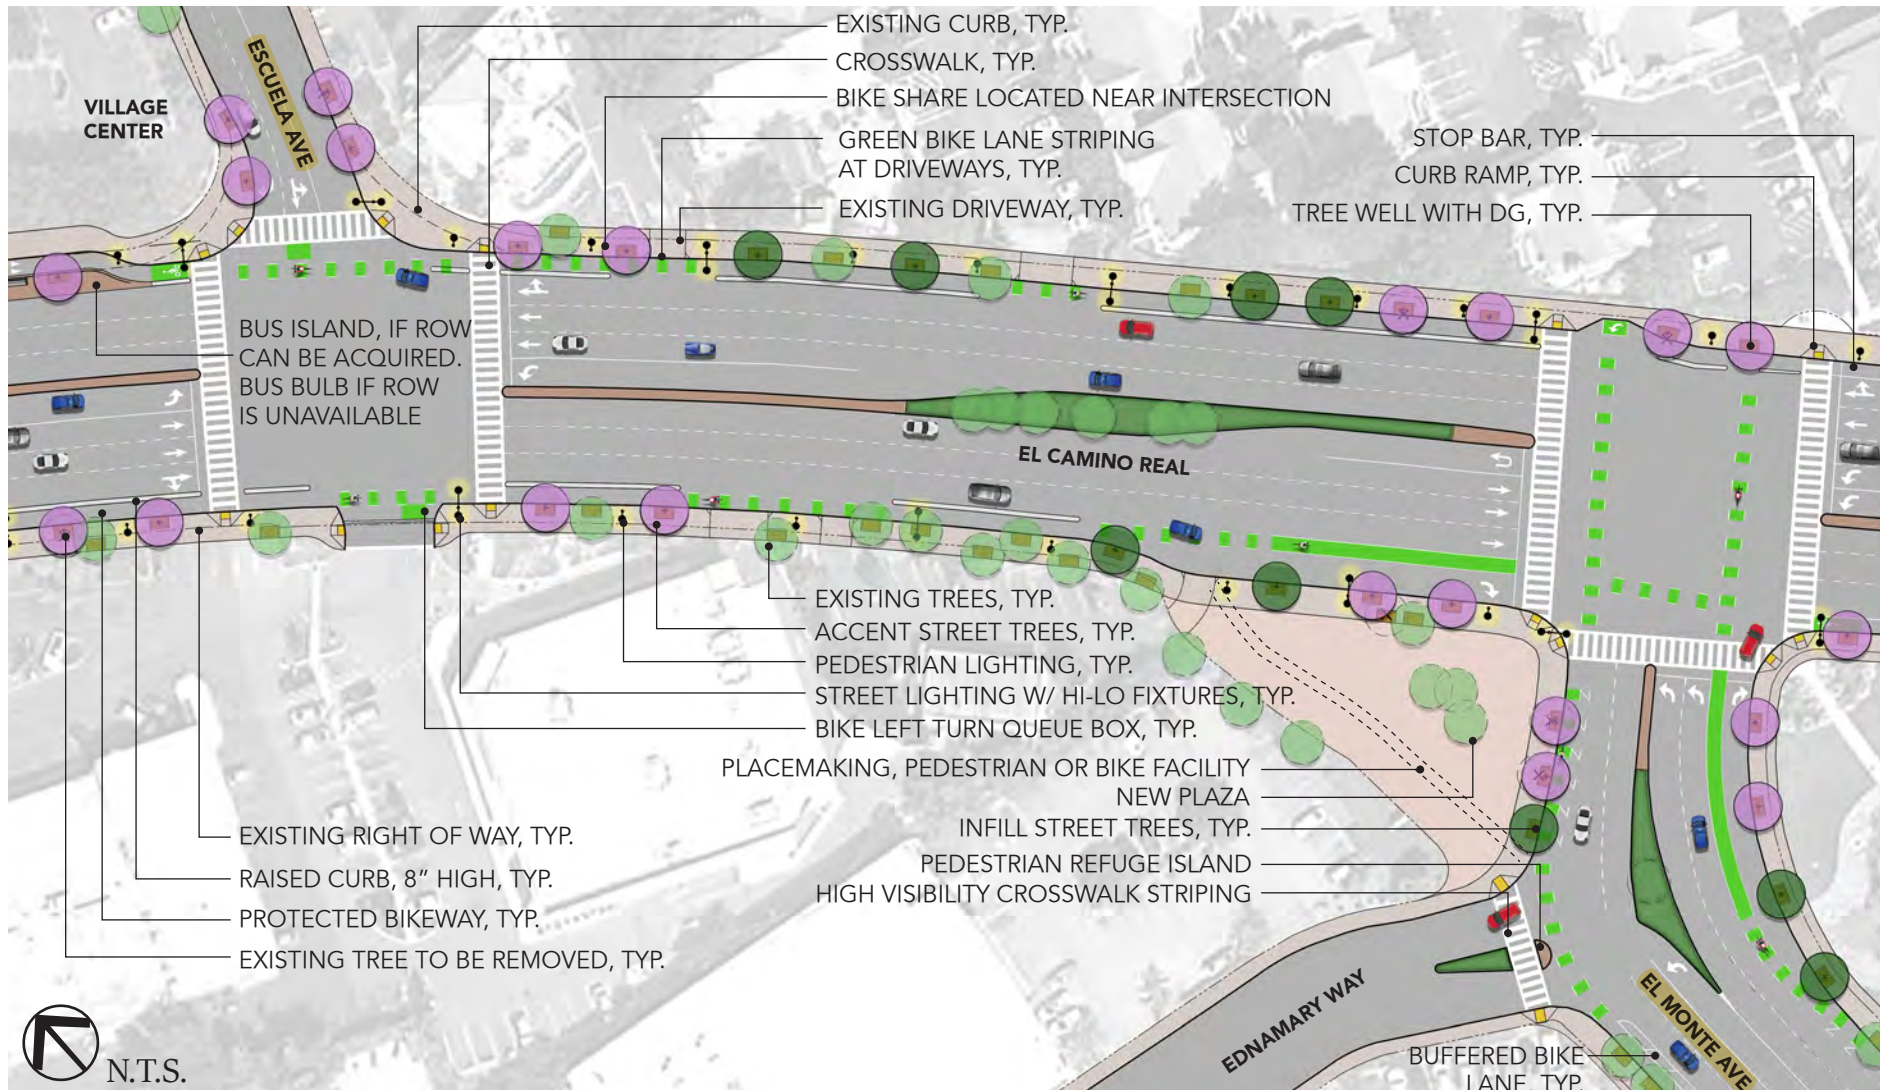 EXISTING CURB, TYP.
CROSSWALK, TYP.
BIKE SHARE LOCATED NEAR INTERSECTION
GREEN BIKE LANE STRIPING
AT DRIVEWAYS, TYP.
EXISTING DRIVEWAY, TYP.
STOP BAR, TYP.
CURB RAMP, TYP.
TREE WELL WITH DG, TYP.
VILLAGE
CENTER
ESCUELA AVE
BUS ISLAND, IF ROW
CAN BE ACQUIRED.
BUS BULB IF ROW
IS UNAVAILABLE
EL CAMINO REAL
EXISTING TREES, TYP.
ACCENT STREET TREES, TYP.
PEDESTRIAN LIGHTING, TYP.
STREET LIGHTING W/ HI-LO FIXTURES, TYP.
BIKE LEFT TURN QUEUE BOX, TYP.
PLACEMAKING, PEDESTRIAN OR BIKE FACILITY
NEW PLAZA
INFILL STREET TREES, TYP.
PEDESTRIAN REFUGE ISLAND
HIGH VISIBILITY CROSSWALK STRIPING
EXISTING RIGHT OF WAY, TYP.
RAISED CURB, 8” HIGH, TYP.
PROTECTED BIKEWAY, TYP.
EXISTING TREE TO BE REMOVED, TYP.
EDNAMARY WAY
EL MONTE AVE
BUFFERED BIKE
LANE, TYP.
N.T.S.